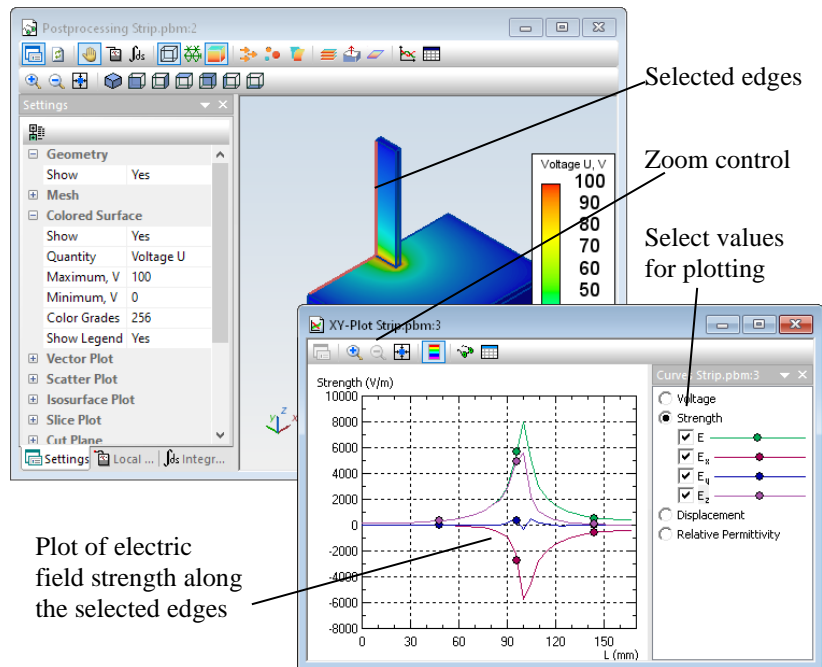 Postprocessing Strip.pbm:2
∫ds
Settings
Geometry
Show Yes
Mesh
Colored Surface
Show Yes
Quantity Voltage U
Maximum, V 100
Minimum, V 0
Color Grades 256
Show Legend Yes
Vector Plot
Scatter Plot
Isosurface Plot
Slice Plot
Cut Plane
Settings Lo Local ... ∫ds Integr...
z
y x
Voltage U, V
100
90
80
70
60
50
Selected edges
Zoom control
Select values
for plotting
XY-Plot Strip.pbm:3
Strength (V/m)
10000
8000
6000
4000
2000
0
-2000
-4000
-6000
-8000
0 30 60 90 120 150
L (mm)
Curves Strip.pbm:3
Voltage
Strength
E
Ex
Ey
Ez
Displacement
Relative Permittivity
Plot of electric
field strength along
the selected edges